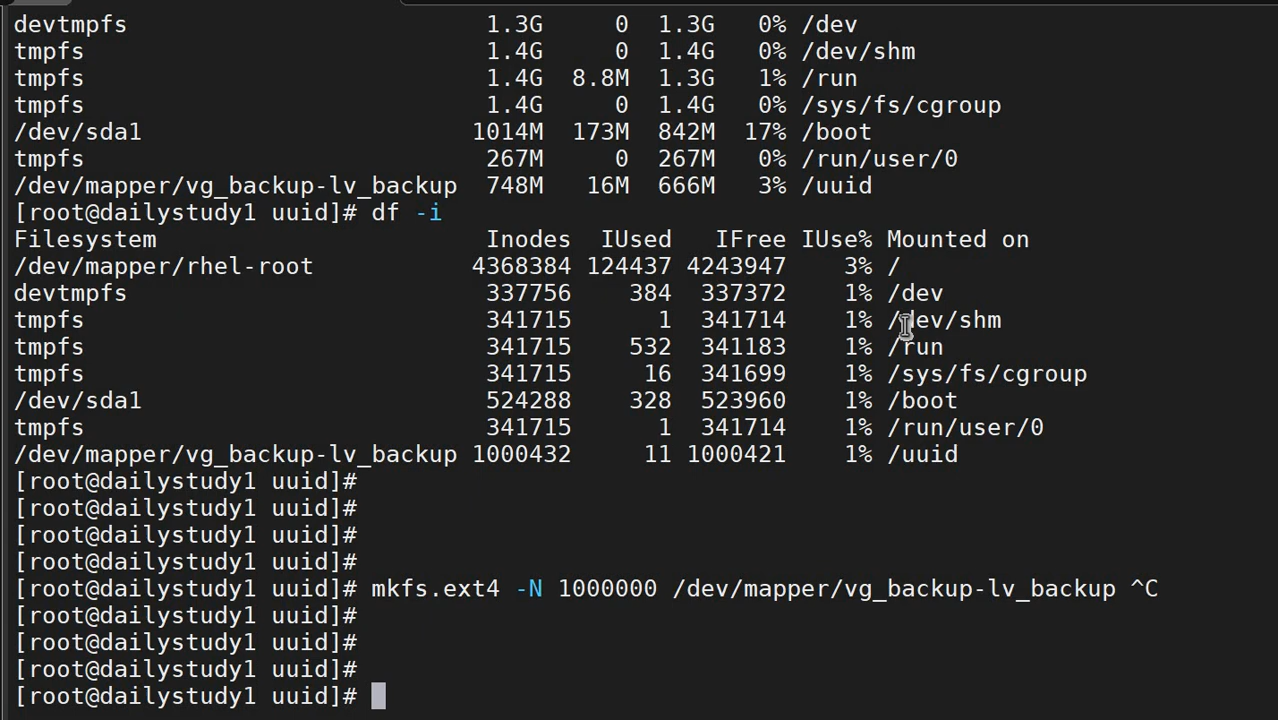 devtmpfs 1.3G 0 1.3G 0% /dev
tmpfs 1.4G 0 1.4G 0% /dev/shm
tmpfs 1.4G 8.8M 1.3G 1% /run
tmpfs 1.4G 0 1.4G 0% /sys/fs/cgroup
/dev/sda1 1014M 173M 842M 17% /boot
tmpfs 267M 0 267M 0% /run/user/0
/dev/mapper/vg_backup-lv_backup 748M 16M 666M 3% /uuid
[root@dailystudy1 uuid]# df -i
Filesystem Inodes IUsed IFree IUse% Mounted on
/dev/mapper/rhel-root 4368384 124437 4243947 3% /
devtmpfs 337756 384 337372 1% /dev
tmpfs 341715 1 341714 1% /dev/shm
tmpfs 341715 532 341183 1% /run
tmpfs 341715 16 341699 1% /sys/fs/cgroup
/dev/sda1 524288 328 523960 1% /boot
tmpfs 341715 1 341714 1% /run/user/0
/dev/mapper/vg_backup-lv_backup 1000432 11 1000421 1% /uuid
[root@dailystudy1 uuid]#
[root@dailystudy1 uuid]#
[root@dailystudy1 uuid]#
[root@dailystudy1 uuid]#
[root@dailystudy1 uuid]# mkfs.ext4 -N 1000000 /dev/mapper/vg_backup-lv_backup ^C
[root@dailystudy1 uuid]#
[root@dailystudy1 uuid]#
[root@dailystudy1 uuid]#
[root@dailystudy1 uuid]#